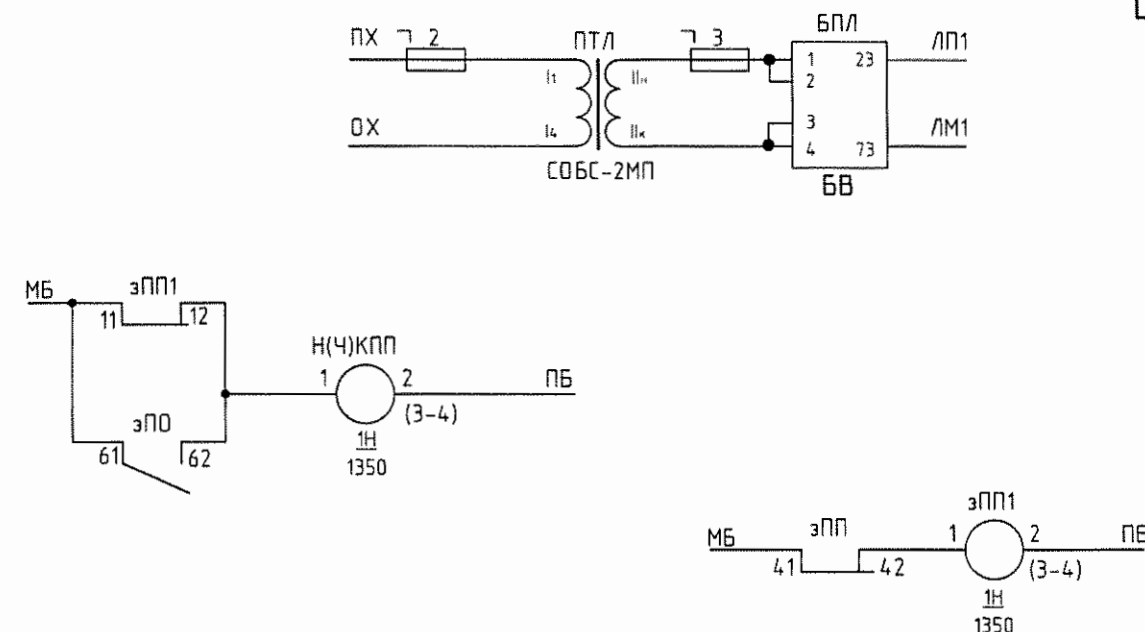 ПХ
2
ОХ
I1
I4
ПТЛ
IIн
IIк
СОБС-2МП
3
БПЛ
1 23
2
3
4 73
БВ
ЛП1
ЛМ1
МБ
зПП1
11 12
зПО
61 62
Н(Ч)КПП
1 2
(3-4)
1Н
1350
ПБ
МБ
зПП
41 42
зПП1
1 2
(3-4)
1Н
1350
ПБ